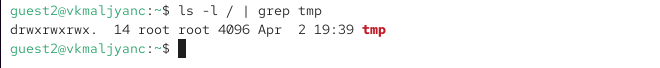 guest2@vkmaljyanc:~$ ls -l / | grep tmp
drwxrwxrwx.  14 root root 4096 Apr  2 19:39 tmp
guest2@vkmaljyanc:~$